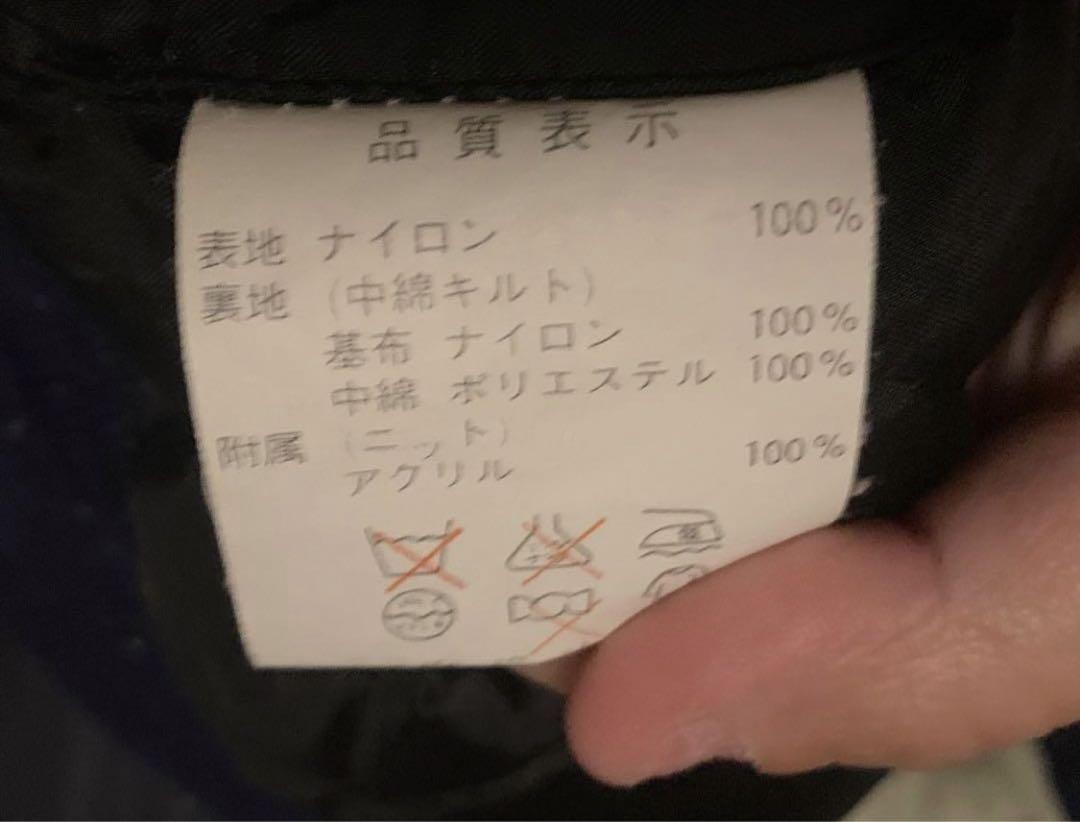 品質表示
表地 ナイロン 100%
裏地 (中綿キルト)
基布 ナイロン 100%
中綿 ポリエステル 100%
附属 (ニット)
アクリル 100%